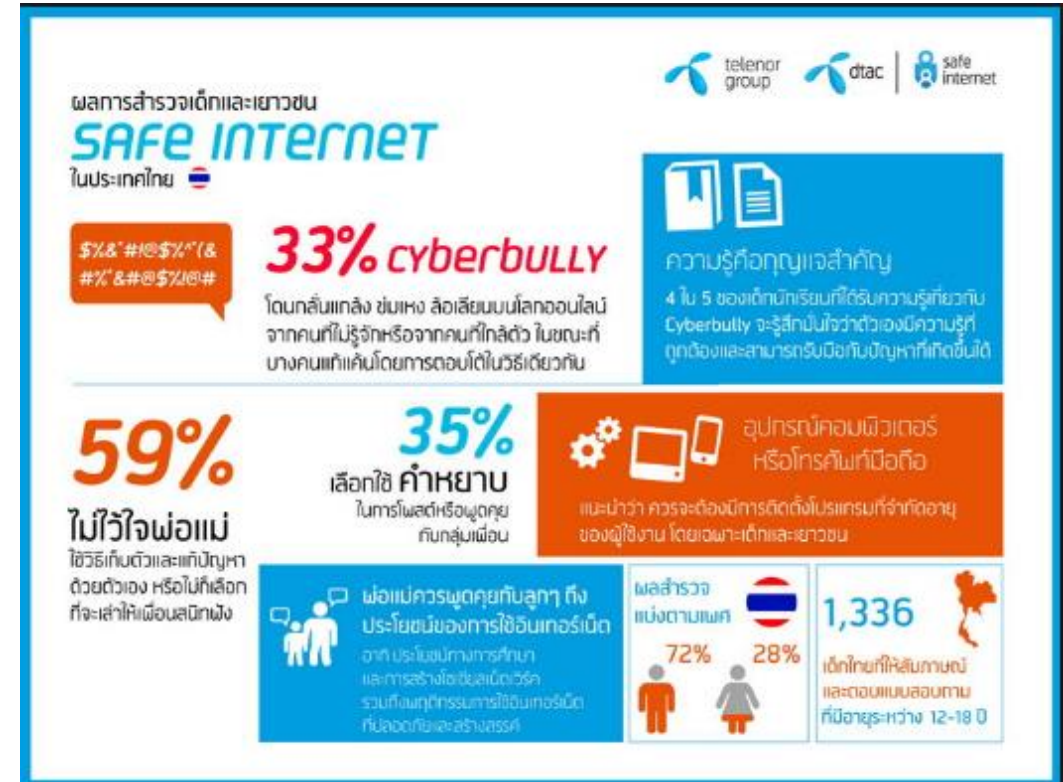 telenor group
dtac
safe internet
ผลการสำรวจเด็กและเยาวชน
SAFE INTERNET
ในประเทศไทย
$%&*#!@$%^*(&
#%*&#@$%!@#
33% cyberbully
โดนกลั่นแกล้ง ข่มเหง ล้อเลียนบนโลกออนไลน์
จากคนที่ไม่รู้จักหรือจากคนที่ใกล้ตัว ในขณะที่
บางคนแก้แค้นโดยการตอบโต้ในวิธีเดียวกัน
ความรู้คือกุญแจสำคัญ
4 ใน 5 ของเด็กนักเรียนที่ได้รับความรู้เกี่ยวกับ
Cyberbully จะรู้สึกมั่นใจว่าตัวเองมีความรู้ที่
ถูกต้องและสามารถรับมือกับปัญหาที่เกิดขึ้นได้
59%
ไม่ไว้ใจพ่อแม่
ใช้วิธีเก็บตัวและแก้ปัญหา
ด้วยตัวเอง หรือไม่ก็เลือก
ที่จะเล่าให้เพื่อนสนิทฟัง
35%
เลือกใช้ คำหยาบ
ในการโพสต์หรือพูดคุย
กับกลุ่มเพื่อน
อุปกรณ์คอมพิวเตอร์
หรือโทรศัพท์มือถือ
แนะนำว่า ควรจะต้องมีการติดตั้งโปรแกรมที่จำกัดอายุ
ของผู้ใช้งาน โดยเฉพาะเด็กและเยาวชน
พ่อแม่ควรพูดคุยกับลูกๆ ถึง
ประโยชน์ของการใช้อินเทอร์เน็ต
อาทิ ประโยชน์ทางการศึกษา
และการสร้างโซเชียลเน็ตเวิร์ค
รวมถึงพฤติกรรมการใช้อินเทอร์เน็ต
ที่ปลอดภัยและสร้างสรรค์
ผลสำรวจ
แบ่งตามเพศ
72% 28%
1,336
เด็กไทยที่ให้สัมภาษณ์
และตอบแบบสอบถาม
ที่มีอายุระหว่าง 12-18 ปี